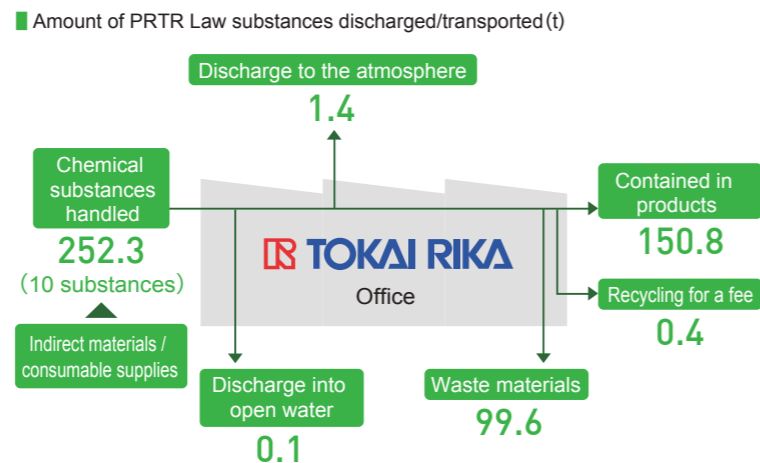 Amount of PRTR Law substances discharged/transported(t)
Discharge to the atmosphere
1.4
Chemical
substances
handled
252.3
(10 substances)
Indirect materials /
consumable supplies
TOKAI RIKA
Office
Contained in
products
150.8
Recycling for a fee
0.4
Discharge into
open water
0.1
Waste materials
99.6